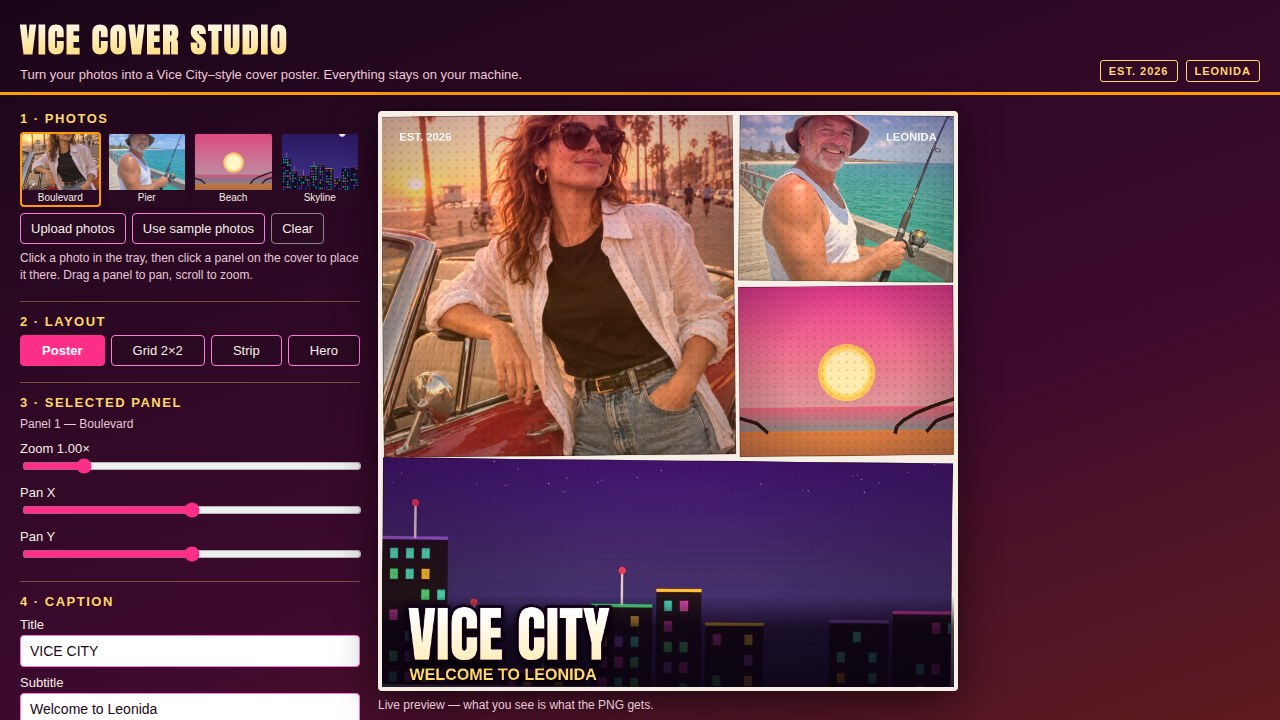 VICE COVER STUDIO
Turn your photos into a Vice City–style cover poster. Everything stays on your machine.
EST. 2026
LEONIDA
1 · PHOTOS
Boulevard
Pier
Beach
Skyline
Upload photos
Use sample photos
Clear
Click a photo in the tray, then click a panel on the cover to place
it there. Drag a panel to pan, scroll to zoom.
2 · LAYOUT
Poster
Grid 2×2
Strip
Hero
3 · SELECTED PANEL
Panel 1 — Boulevard
Zoom 1.00×
Pan X
Pan Y
4 · CAPTION
Title
VICE CITY
Subtitle
Welcome to Leonida
EST. 2026
LEONIDA
VICE CITY
WELCOME TO LEONIDA
Live preview — what you see is what the PNG gets.